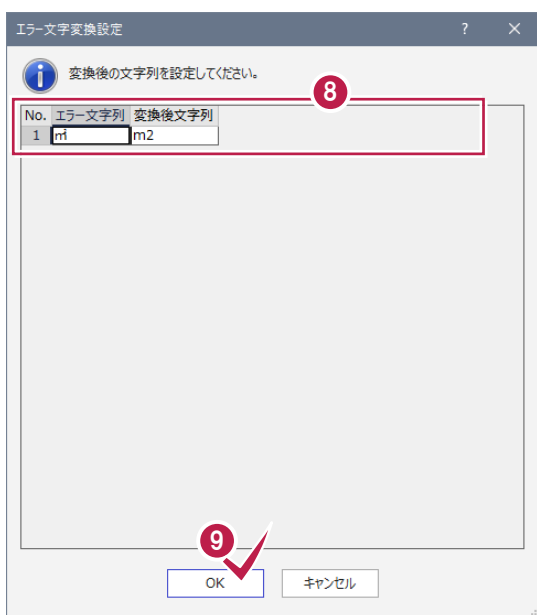 エラー文字変換設定 ? ×
変換後の文字列を設定してください。
8
No. エラー文字列 変換後文字列
1 ㎡ m2
9
OK キャンセル